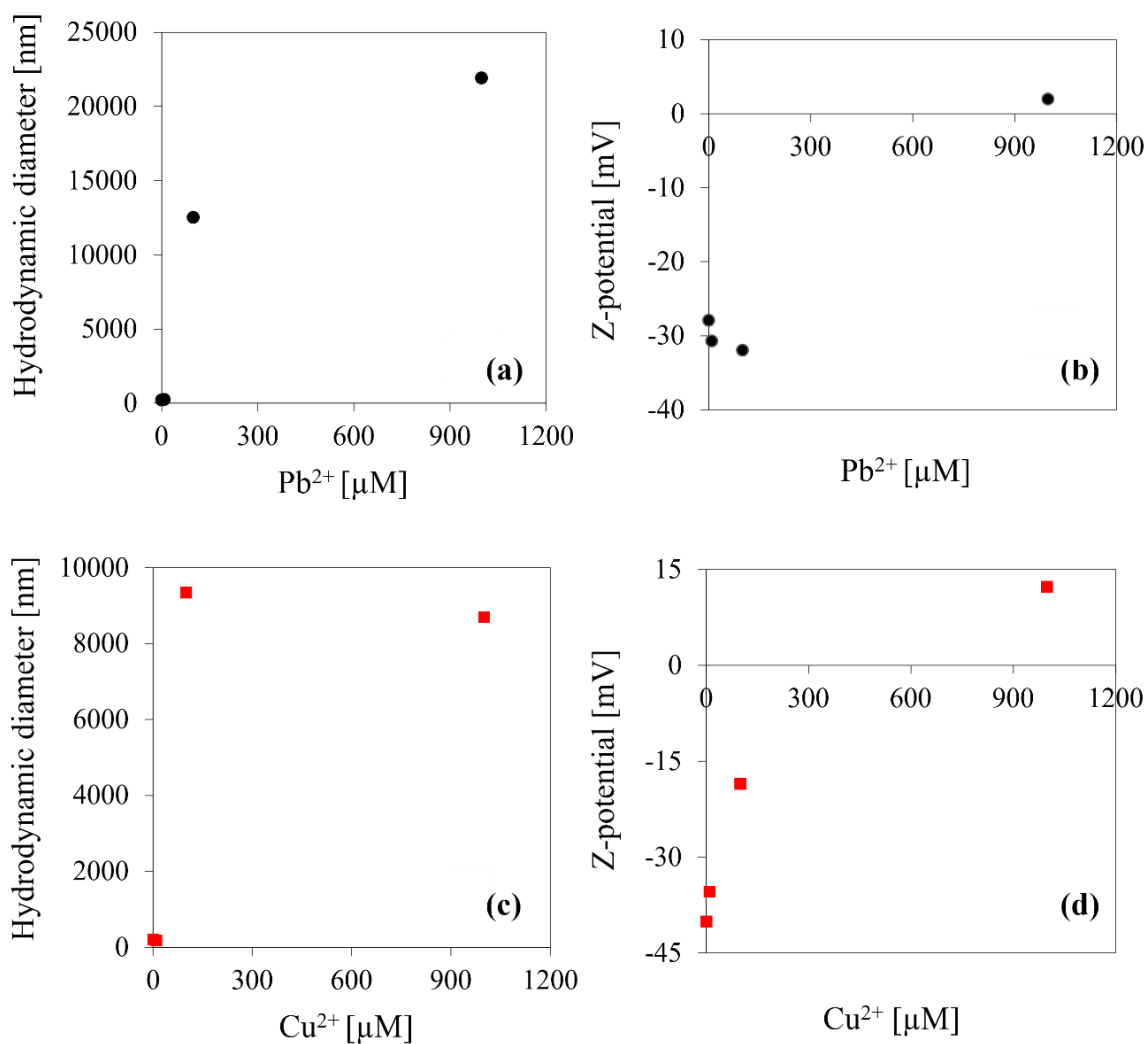 Hydrodynamic diameter [nm]
25000
20000
15000
10000
5000
0
0 300 600 900 1200
Pb²⁺ [µM]
(a)
Z-potential [mV]
10
0
-10
-20
-30
-40
0 300 600 900 1200
Pb²⁺ [µM]
(b)
Hydrodynamic diameter [nm]
10000
8000
6000
4000
2000
0
0 300 600 900 1200
Cu²⁺ [µM]
(c)
Z-potential [mV]
15
0
-15
-30
-45
0 300 600 900 1200
Cu²⁺ [µM]
(d)